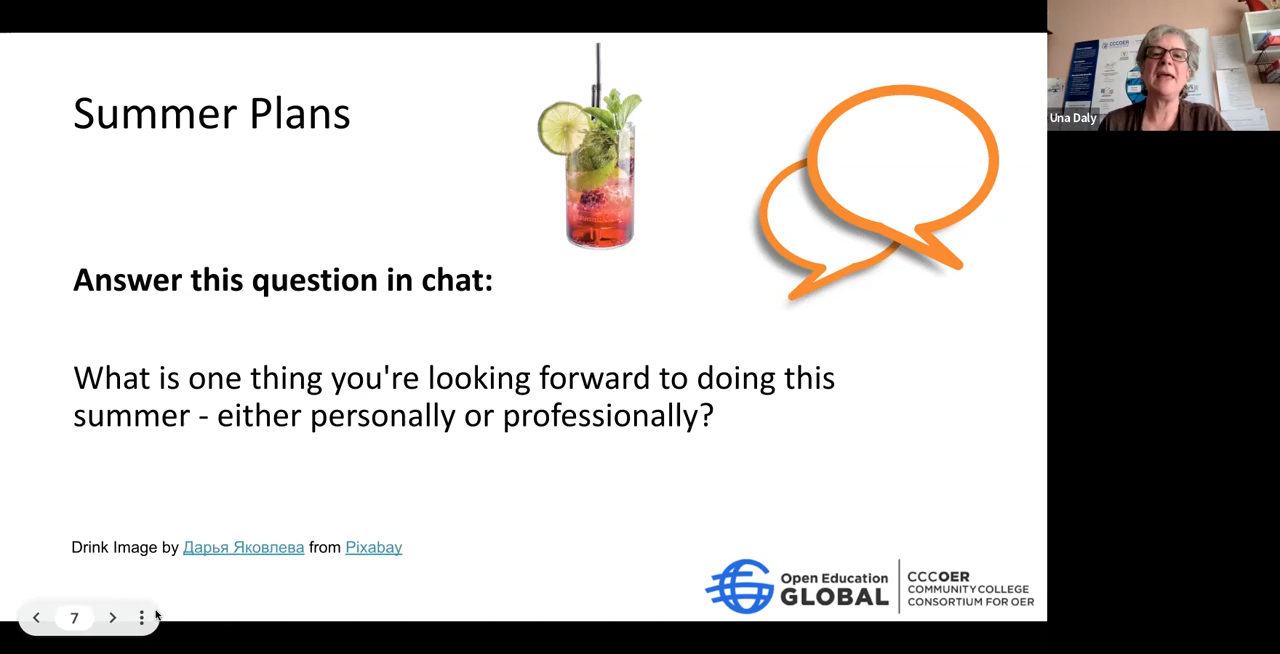 Summer Plans
Answer this question in chat:
What is one thing you're looking forward to doing this
summer - either personally or professionally?
Drink Image by Дарья Яковлева from Pixabay
Open Education
GLOBAL
CCCOER
COMMUNITY COLLEGE
CONSORTIUM FOR OER
7
Una Daly
CCCOER